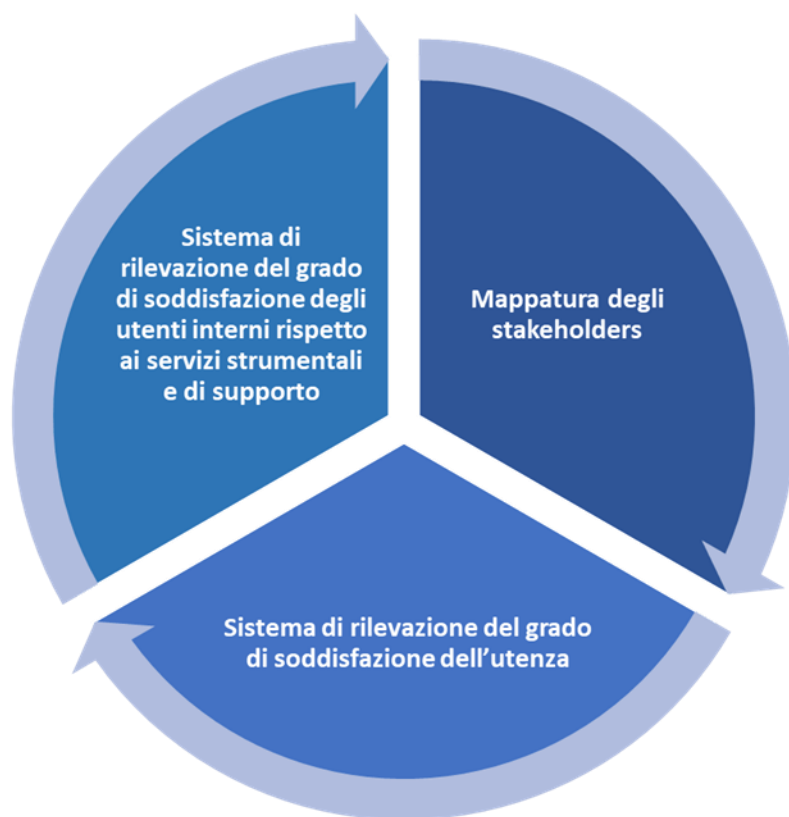 Sistema di
rilevazione del grado
di soddisfazione degli
utenti interni rispetto
ai servizi strumentali
e di supporto
Mappatura degli
stakeholders
Sistema di rilevazione del grado
di soddisfazione dell'utenza